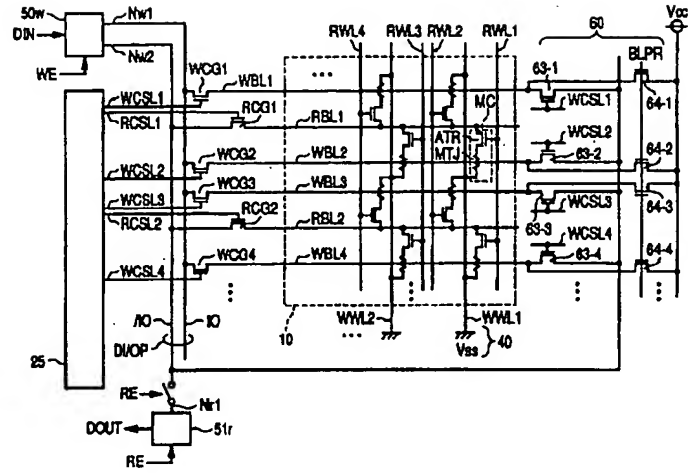 50w
Nw1
DIN
Nw2
WE
WCG1
WBL1
WCSL1
RCSL1
RCG1
RBL1
WCG2
WBL2
WCSL2
WCG3
WBL3
WCSL3
RCSL2
RCG2
RBL2
WCG4
WBL4
WCSL4
RWL4
RWL3
RWL2
RWL1
MC
ATR
MTJ
60
Vcc
BLPR
63-1
WCSL1
64-1
WCSL2
63-2
64-2
WCSL3
63-3
64-3
WCSL4
63-4
64-4
/IO
IO
DI/OP
25
10
WWL2
WWL1
Vss
40
RE
Nr1
DOUT
51r
RE